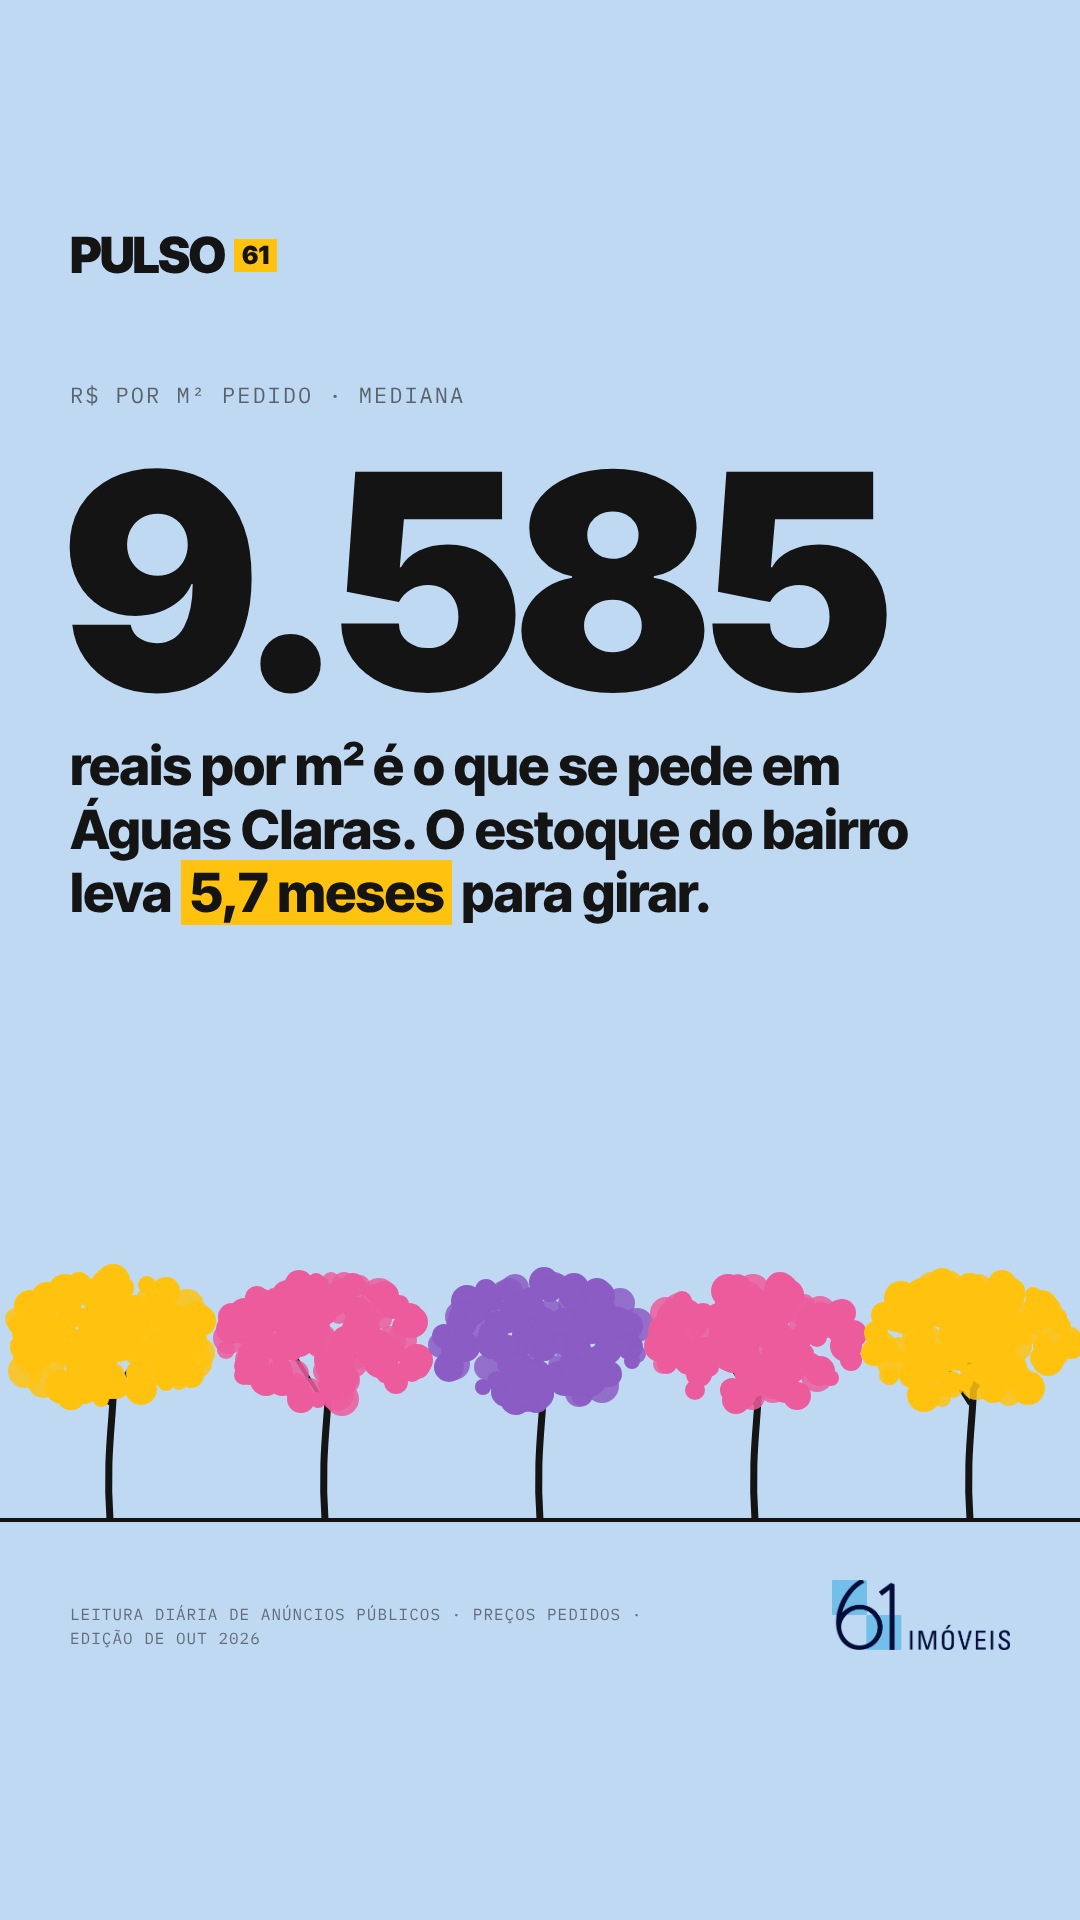 PULSO 61
R$ POR M² PEDIDO · MEDIANA
9.585
reais por m² é o que se pede em
Águas Claras. O estoque do bairro
leva 5,7 meses para girar.
LEITURA DIÁRIA DE ANÚNCIOS PÚBLICOS · PREÇOS PEDIDOS ·
EDIÇÃO DE OUT 2026
61 IMÓVEIS